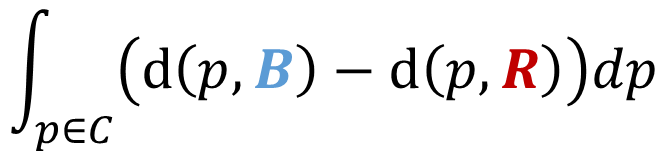 ∫_{p∈C} (d(p, B) − d(p, R)) dp